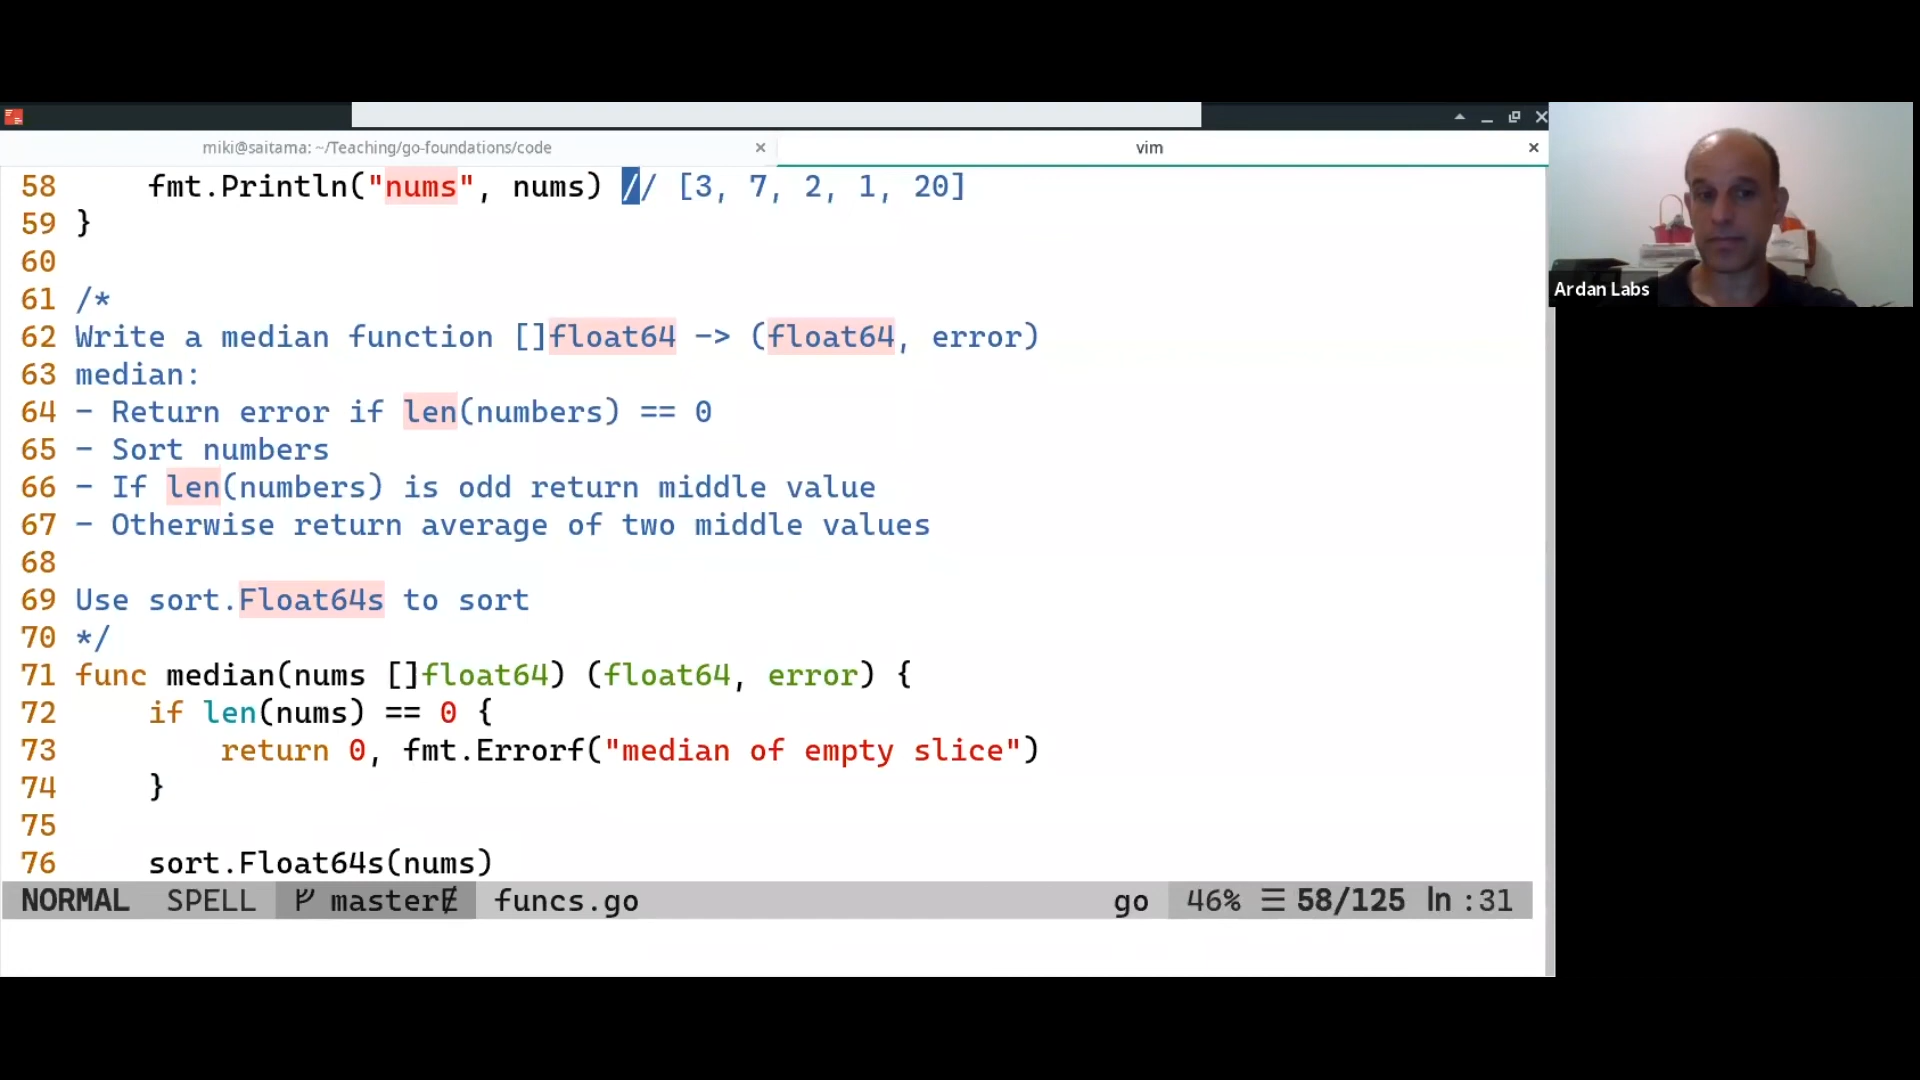 miki@saitama: ~/Teaching/go-foundations/code
vim
58     fmt.Println("nums", nums) // [3, 7, 2, 1, 20]
59 }
60
61 /*
62 Write a median function []float64 -> (float64, error)
63 median:
64 - Return error if len(numbers) == 0
65 - Sort numbers
66 - If len(numbers) is odd return middle value
67 - Otherwise return average of two middle values
68
69 Use sort.Float64s to sort
70 */
71 func median(nums []float64) (float64, error) {
72     if len(nums) == 0 {
73         return 0, fmt.Errorf("median of empty slice")
74     }
75
76     sort.Float64s(nums)
NORMAL SPELL master funcs.go go 46% ☰ 58/125 ln :31
Ardan Labs